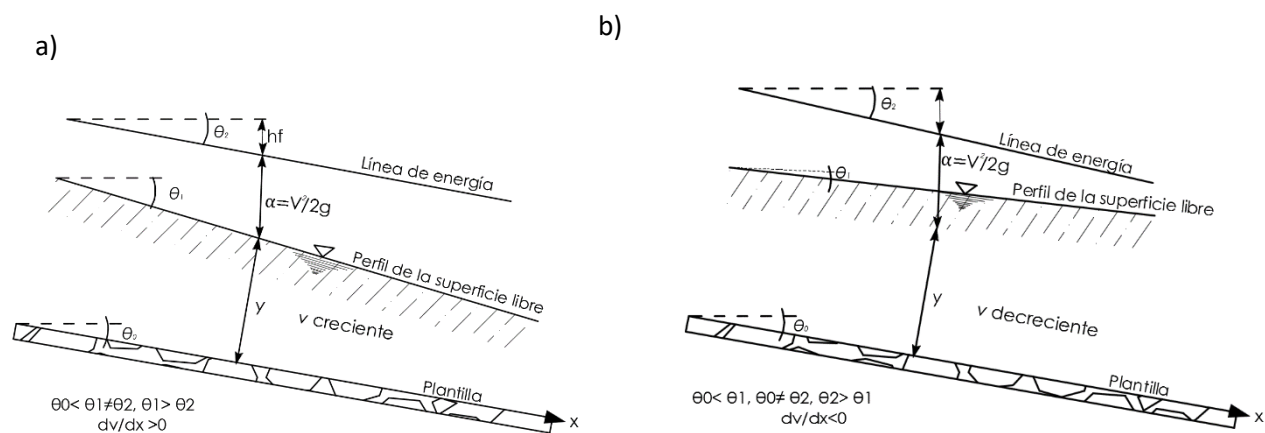 a)
θ2
hf
Línea de energía
θ1
α=V²/2g
Perfil de la superficie libre
y
v creciente
θ0
Plantilla
x
θ0< θ1≠θ2, θ1> θ2
dv/dx >0
b)
θ2
Línea de energía
α=V²/2g
θ1
Perfil de la superficie libre
y
v decreciente
θ0
Plantilla
x
θ0< θ1, θ0≠ θ2, θ2> θ1
dv/dx<0